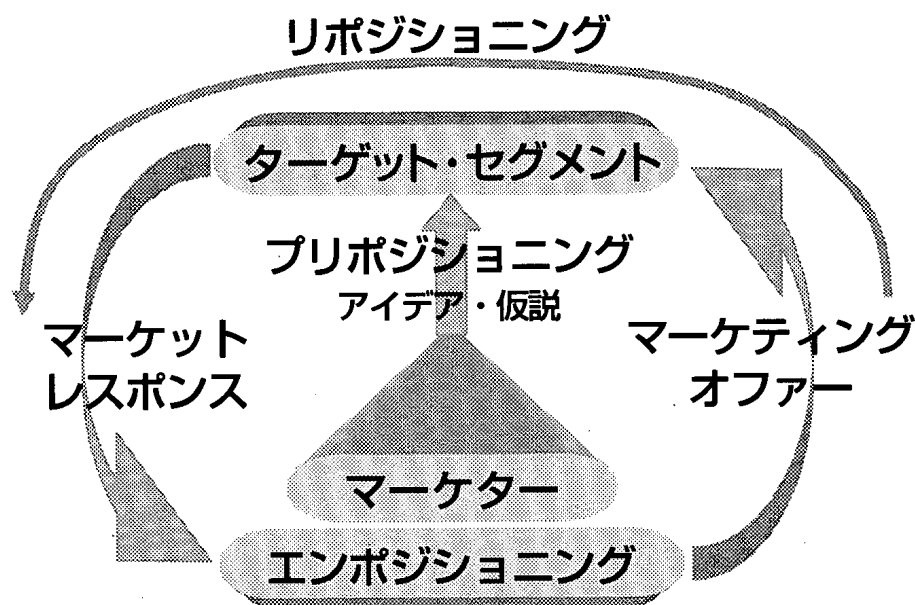 リポジショニング
ターゲット・セグメント
プリポジショニング
アイデア・仮説
マーケット
レスポンス
マーケティング
オファー
マーケター
エンポジショニング